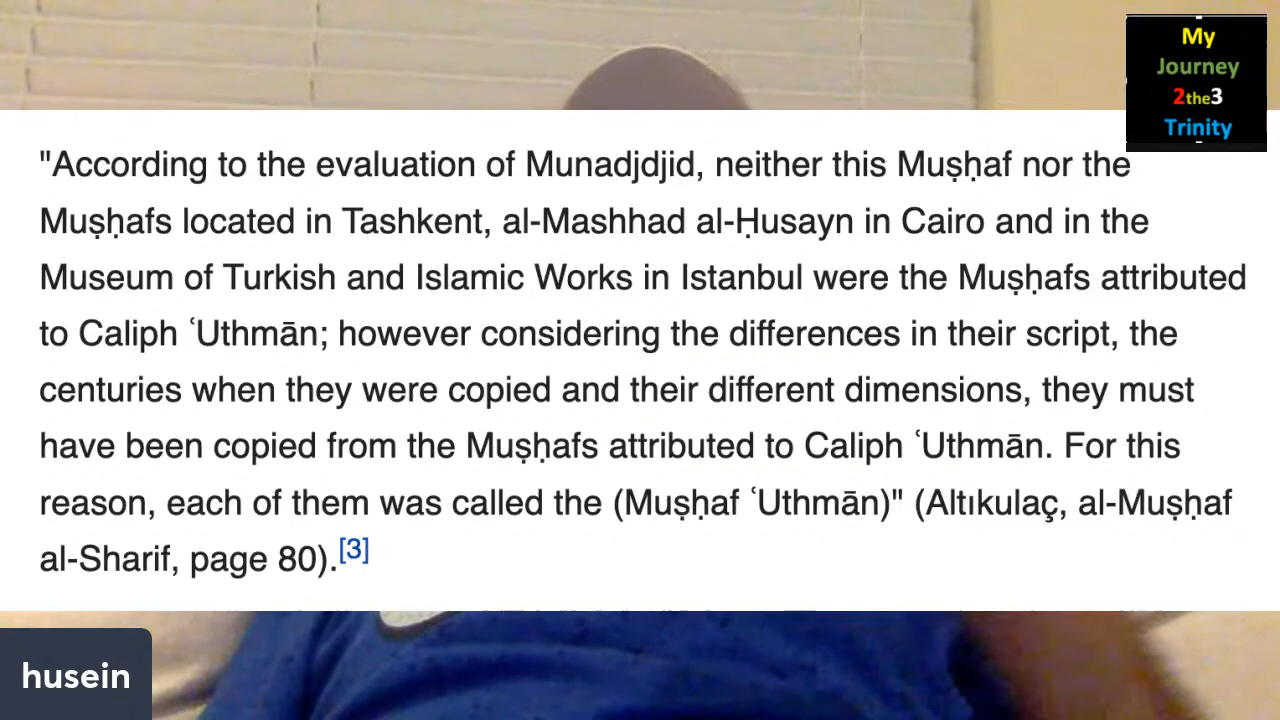 My
Journey
2the3
Trinity
"According to the evaluation of Munadjdjid, neither this Muṣḥaf nor the
Muṣḥafs located in Tashkent, al-Mashhad al-Ḥusayn in Cairo and in the
Museum of Turkish and Islamic Works in Istanbul were the Muṣḥafs attributed
to Caliph ʿUthmān; however considering the differences in their script, the
centuries when they were copied and their different dimensions, they must
have been copied from the Muṣḥafs attributed to Caliph ʿUthmān. For this
reason, each of them was called the (Muṣḥaf ʿUthmān)" (Altıkulaç, al-Muṣḥaf
al-Sharif, page 80).[3]
husein